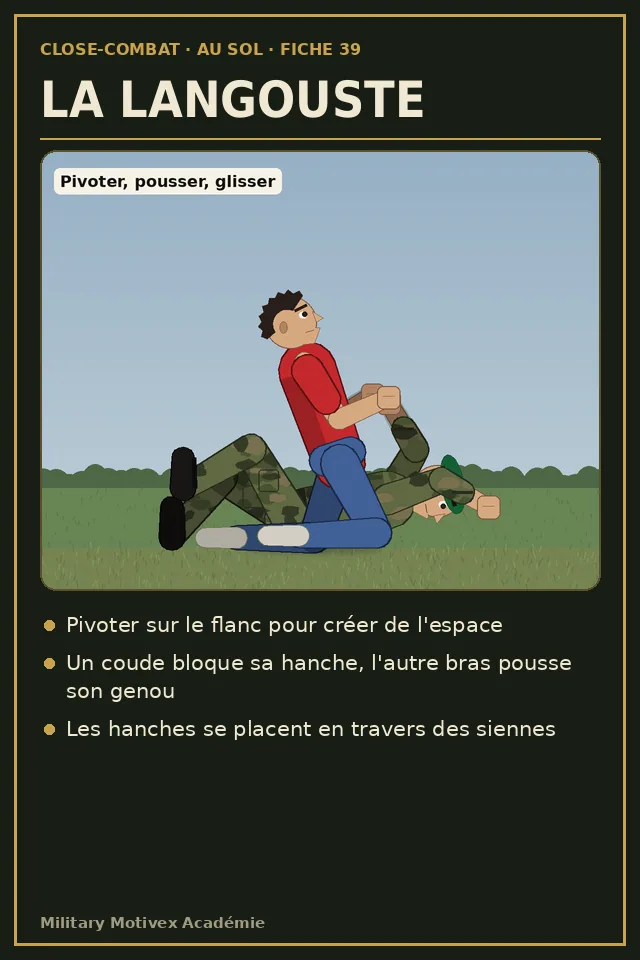 CLOSE-COMBAT · AU SOL · FICHE 39
LA LANGOUSTE
Pivoter, pousser, glisser
Pivoter sur le flanc pour créer de l'espace
Un coude bloque sa hanche, l'autre bras pousse
son genou
Les hanches se placent en travers des siennes
Military Motivex Académie